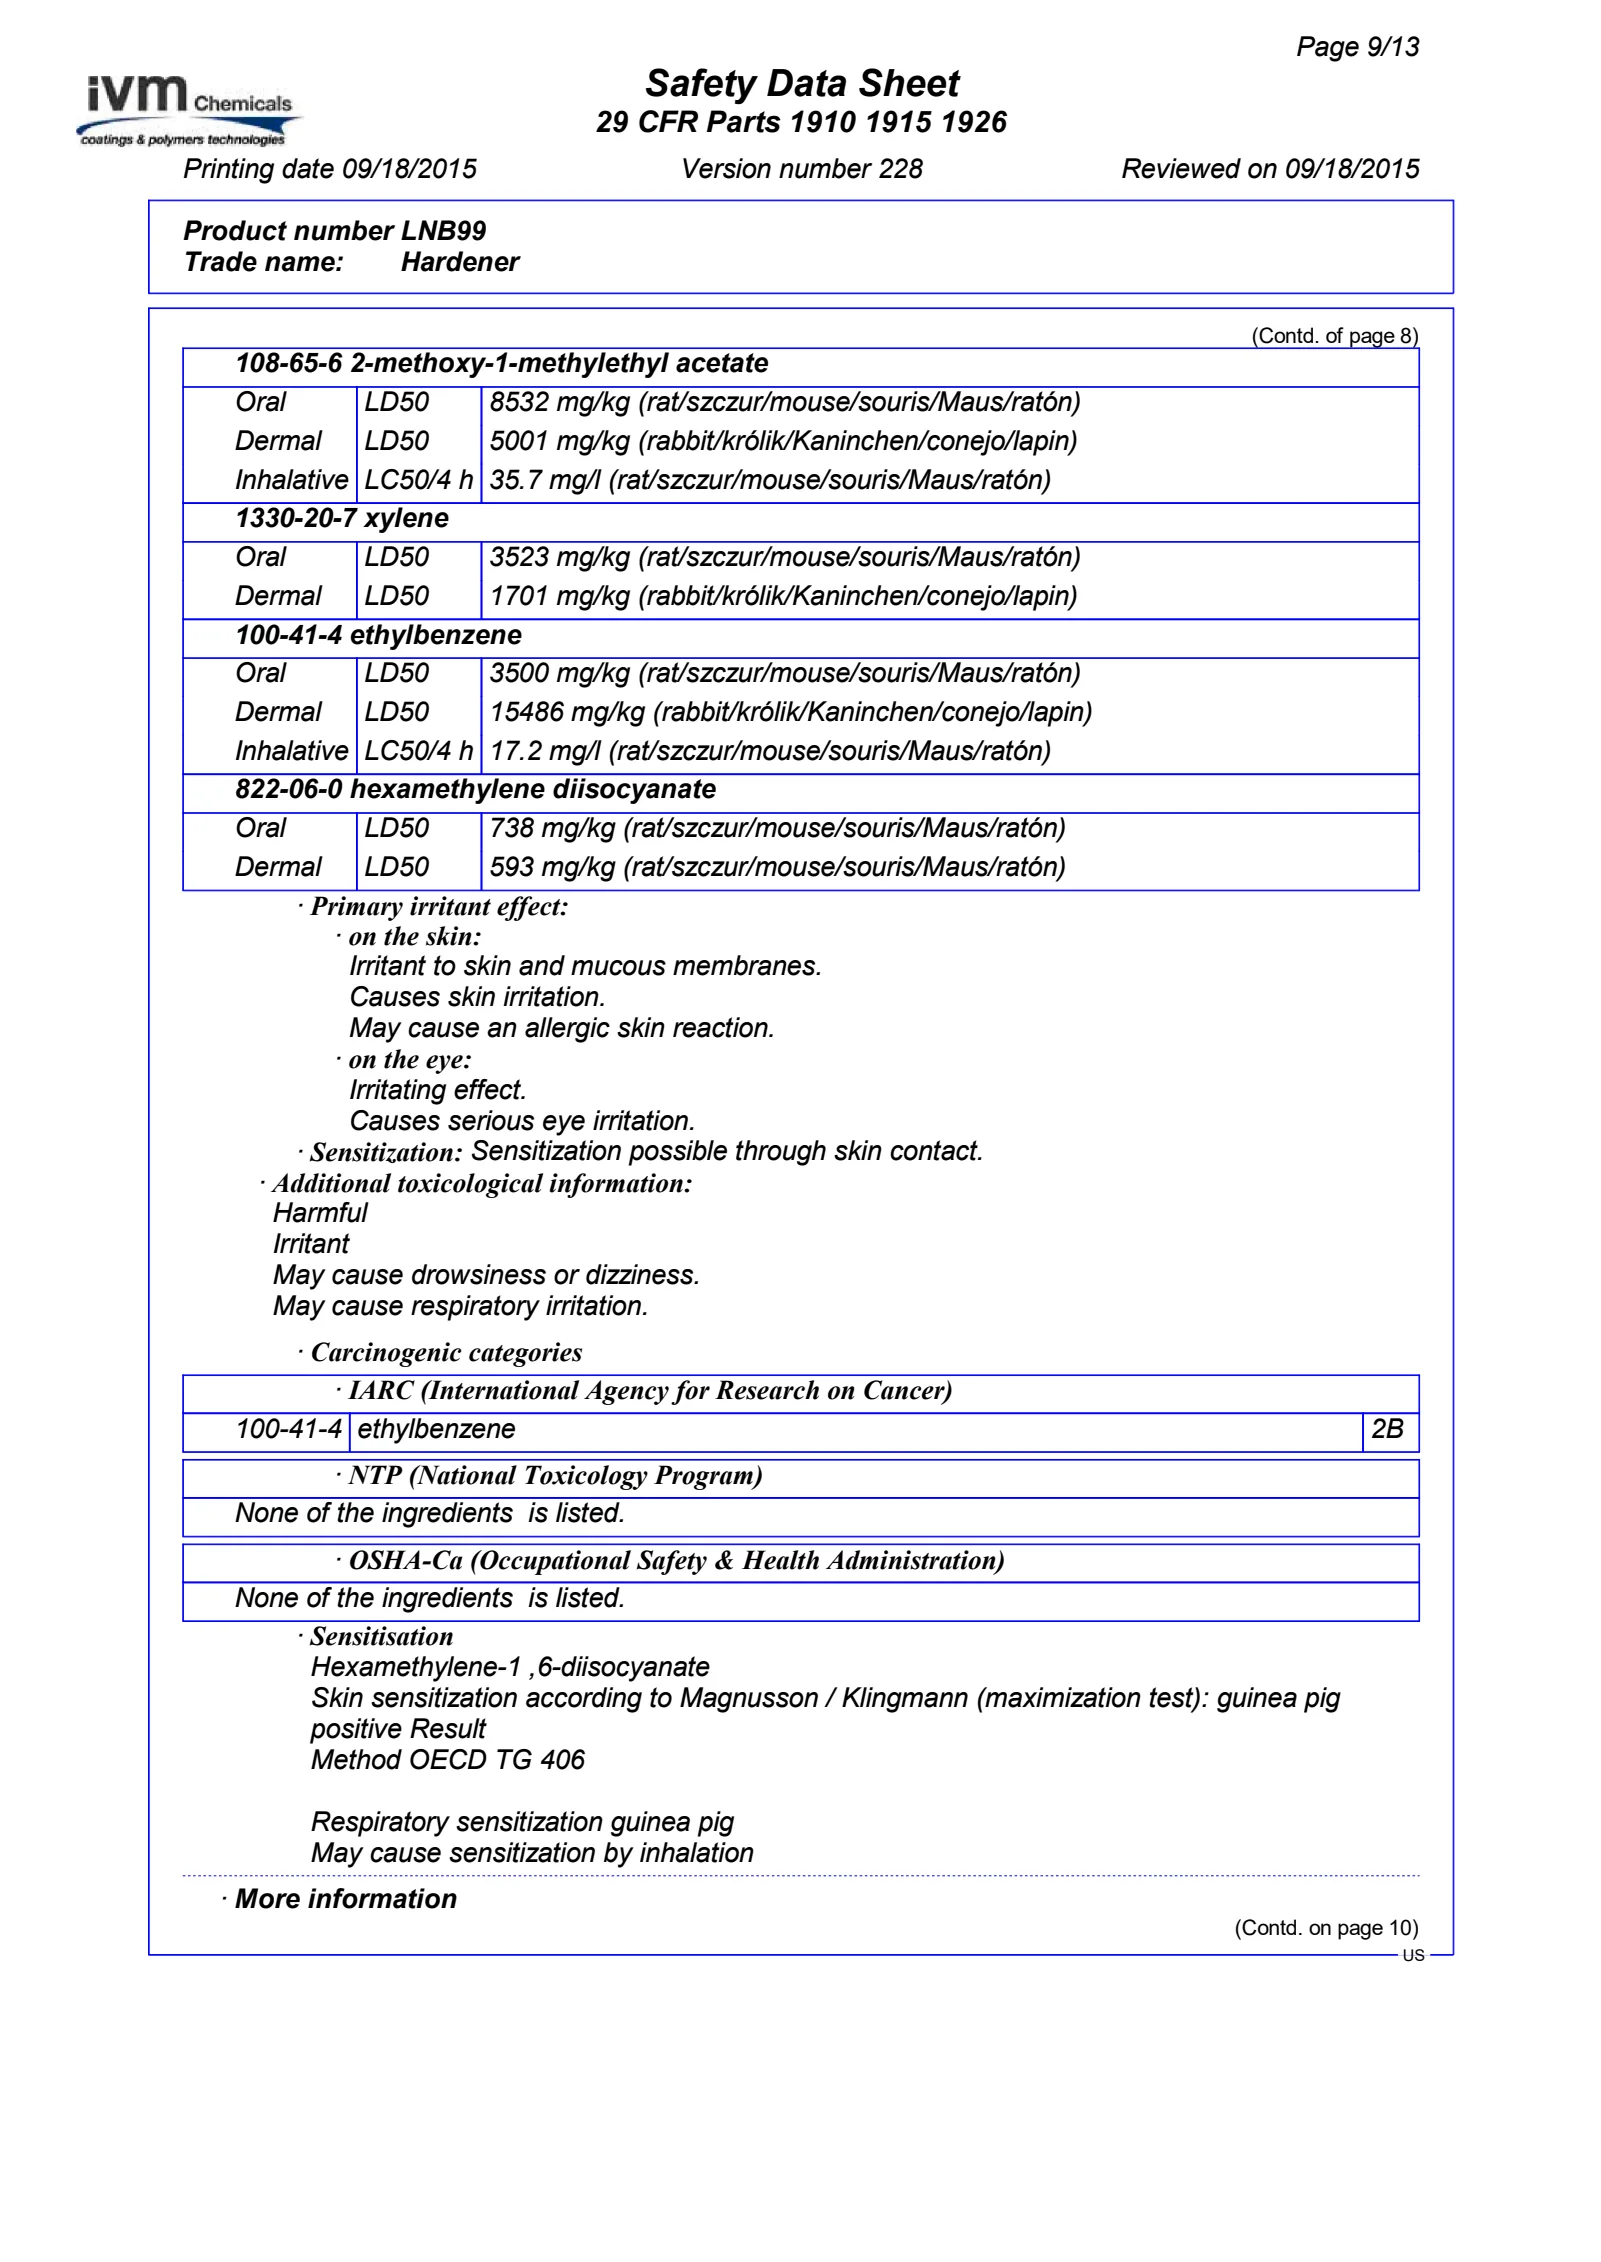 Page 9/13
ivm Chemicals
coatings & polymers technologies
Safety Data Sheet
29 CFR Parts 1910 1915 1926
Printing date 09/18/2015 Version number 228 Reviewed on 09/18/2015
Product number LNB99
Trade name: Hardener
(Contd. of page 8)
108-65-6 2-methoxy-1-methylethyl acetate
Oral LD50 8532 mg/kg (rat/szczur/mouse/souris/Maus/ratón)
Dermal LD50 5001 mg/kg (rabbit/królik/Kaninchen/conejo/lapin)
Inhalative LC50/4 h 35.7 mg/l (rat/szczur/mouse/souris/Maus/ratón)
1330-20-7 xylene
Oral LD50 3523 mg/kg (rat/szczur/mouse/souris/Maus/ratón)
Dermal LD50 1701 mg/kg (rabbit/królik/Kaninchen/conejo/lapin)
100-41-4 ethylbenzene
Oral LD50 3500 mg/kg (rat/szczur/mouse/souris/Maus/ratón)
Dermal LD50 15486 mg/kg (rabbit/królik/Kaninchen/conejo/lapin)
Inhalative LC50/4 h 17.2 mg/l (rat/szczur/mouse/souris/Maus/ratón)
822-06-0 hexamethylene diisocyanate
Oral LD50 738 mg/kg (rat/szczur/mouse/souris/Maus/ratón)
Dermal LD50 593 mg/kg (rat/szczur/mouse/souris/Maus/ratón)
· Primary irritant effect:
· on the skin:
Irritant to skin and mucous membranes.
Causes skin irritation.
May cause an allergic skin reaction.
· on the eye:
Irritating effect.
Causes serious eye irritation.
· Sensitization: Sensitization possible through skin contact.
· Additional toxicological information:
Harmful
Irritant
May cause drowsiness or dizziness.
May cause respiratory irritation.
· Carcinogenic categories
· IARC (International Agency for Research on Cancer)
100-41-4 ethylbenzene 2B
· NTP (National Toxicology Program)
None of the ingredients is listed.
· OSHA-Ca (Occupational Safety & Health Administration)
None of the ingredients is listed.
· Sensitisation
Hexamethylene-1 ,6-diisocyanate
Skin sensitization according to Magnusson / Klingmann (maximization test): guinea pig
positive Result
Method OECD TG 406
Respiratory sensitization guinea pig
May cause sensitization by inhalation
· More information
(Contd. on page 10)
US